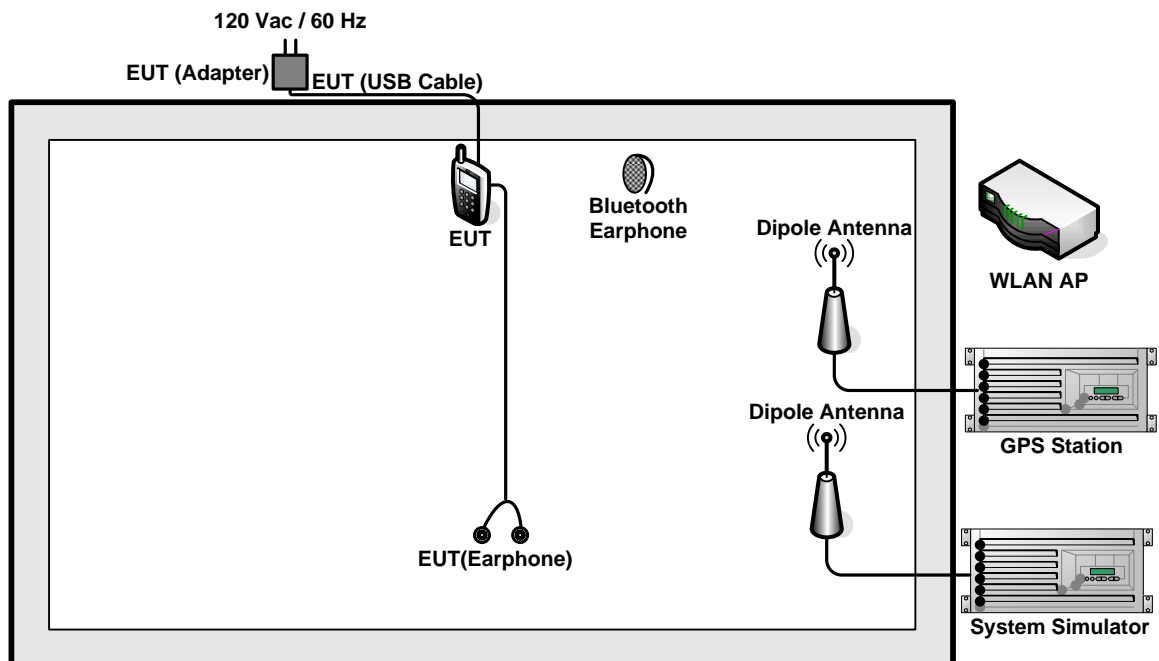 120 Vac / 60 Hz
EUT (Adapter)
EUT (USB Cable)
EUT
Bluetooth
Earphone
Dipole Antenna
WLAN AP
Dipole Antenna
GPS Station
EUT(Earphone)
System Simulator